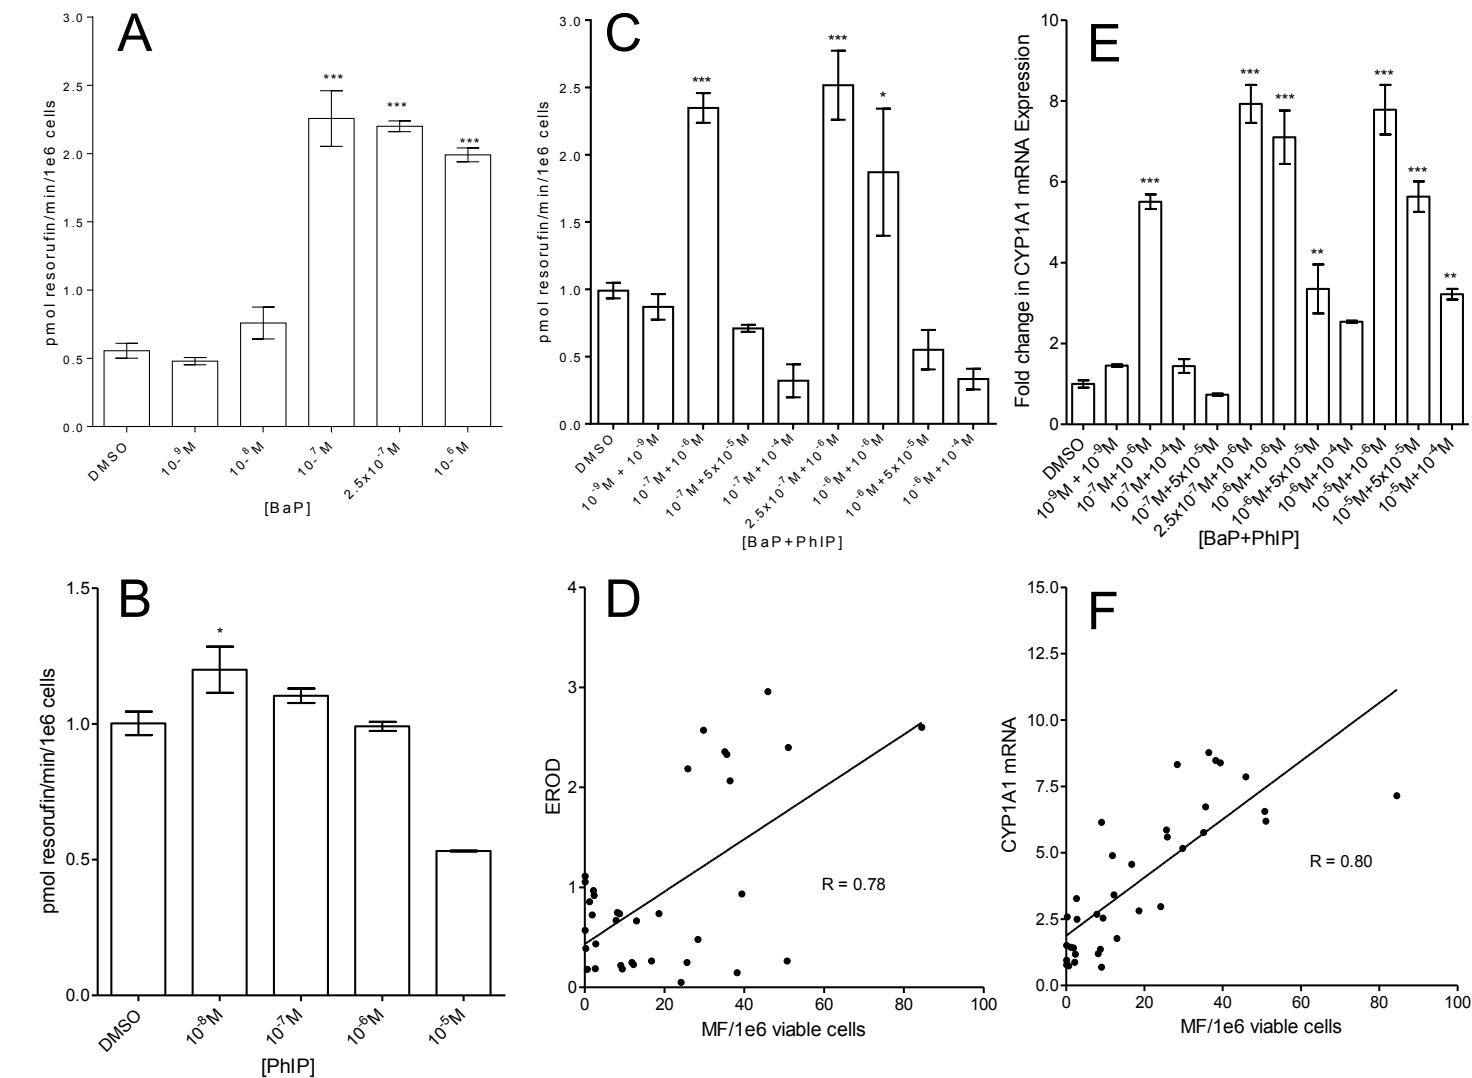 A
pmol resorufin/min/1e6 cells
3.0
2.5
2.0
1.5
1.0
0.5
0.0
***
***
***
DMSO
10-⁹M
10-⁸M
10-⁷M
2.5x10-⁷M
10-⁶M
[BaP]
C
pmol resorufin/min/1e6 cells
3.0
2.5
2.0
1.5
1.0
0.5
0.0
***
***
*
DMSO
10⁻⁹M + 10⁻⁹M
10⁻⁷M+10⁻⁶M
10⁻⁷M+5x10⁻⁵M
10⁻⁷M+10⁻⁴M
2.5x10⁻⁷M+10⁻⁶M
10⁻⁶M+10⁻⁶M
10⁻⁶M+5x10⁻⁵M
10⁻⁶M+10⁻⁴M
[BaP+PhIP]
E
Fold change in CYP1A1 mRNA Expression
10
8
6
4
2
0
***
***
***
**
***
***
**
DMSO
10⁻⁹M + 10⁻⁹M
10⁻⁷M+10⁻⁶M
10⁻⁷M+10⁻⁴M
10⁻⁷M+5x10⁻⁵M
2.5x10⁻⁷M+10⁻⁶M
10⁻⁶M+10⁻⁶M
10⁻⁶M+5x10⁻⁵M
10⁻⁶M+10⁻⁴M
10⁻⁵M+10⁻⁶M
10⁻⁵M+5x10⁻⁵M
10⁻⁵M+10⁻⁴M
[BaP+PhIP]
B
pmol resorufin/min/1e6 cells
1.5
1.0
0.5
0.0
*
DMSO
10⁻⁸M
10⁻⁷M
10⁻⁶M
10⁻⁵M
[PhIP]
D
EROD
4
3
2
1
0
R = 0.78
0 20 40 60 80 100
MF/1e6 viable cells
F
CYP1A1 mRNA
15.0
12.5
10.0
7.5
5.0
2.5
0.0
R = 0.80
0 20 40 60 80 100
MF/1e6 viable cells